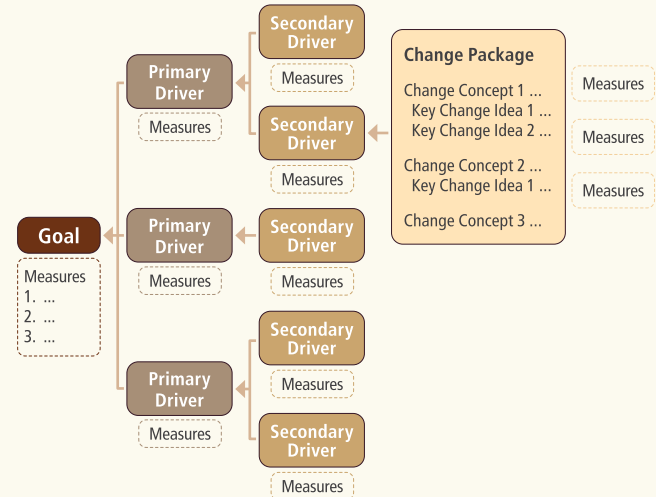 Secondary
Driver
Measures
Primary
Driver
Measures
Secondary
Driver
Measures
Change Package
Change Concept 1 ...
Key Change Idea 1 ...
Key Change Idea 2 ...
Change Concept 2 ...
Key Change Idea 1 ...
Change Concept 3 ...
Measures
Measures
Measures
Goal
Measures
1. ...
2. ...
3. ...
Primary
Driver
Measures
Secondary
Driver
Measures
Primary
Driver
Measures
Secondary
Driver
Measures
Secondary
Driver
Measures